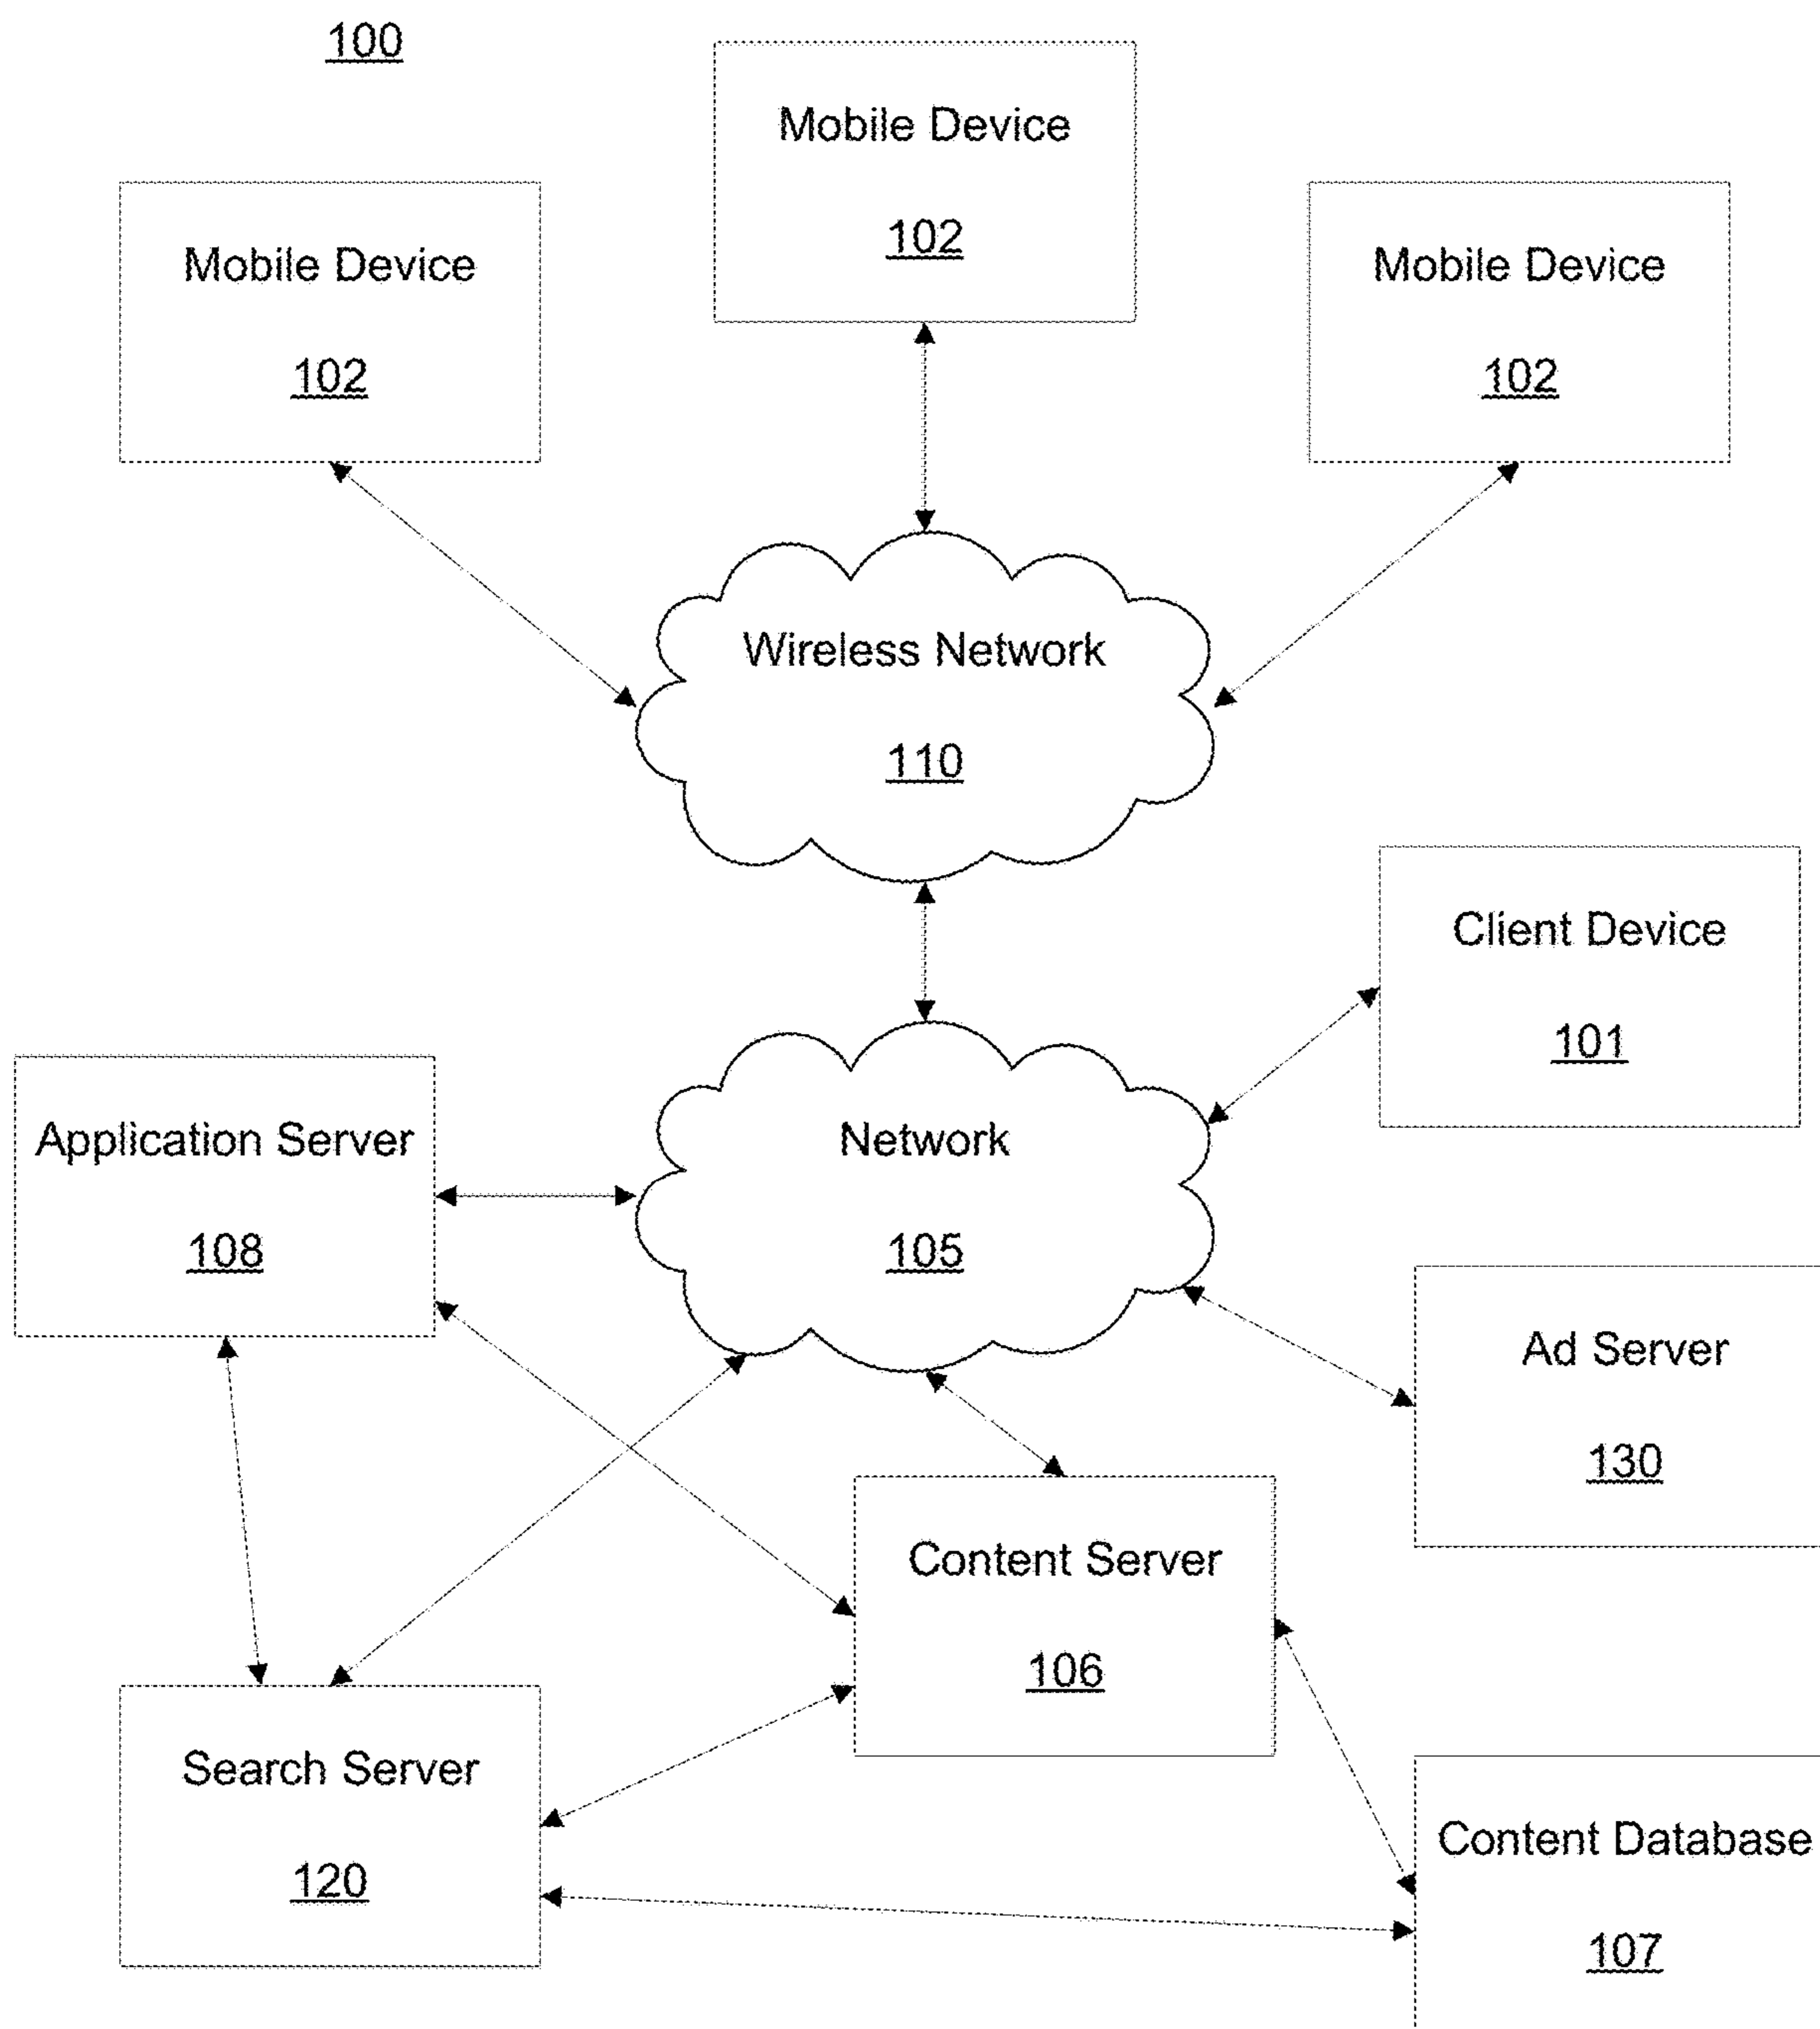 100
Mobile Device
102
Mobile Device
102
Mobile Device
102
Wireless Network
110
Client Device
101
Application Server
108
Network
105
Ad Server
130
Content Server
106
Search Server
120
Content Database
107